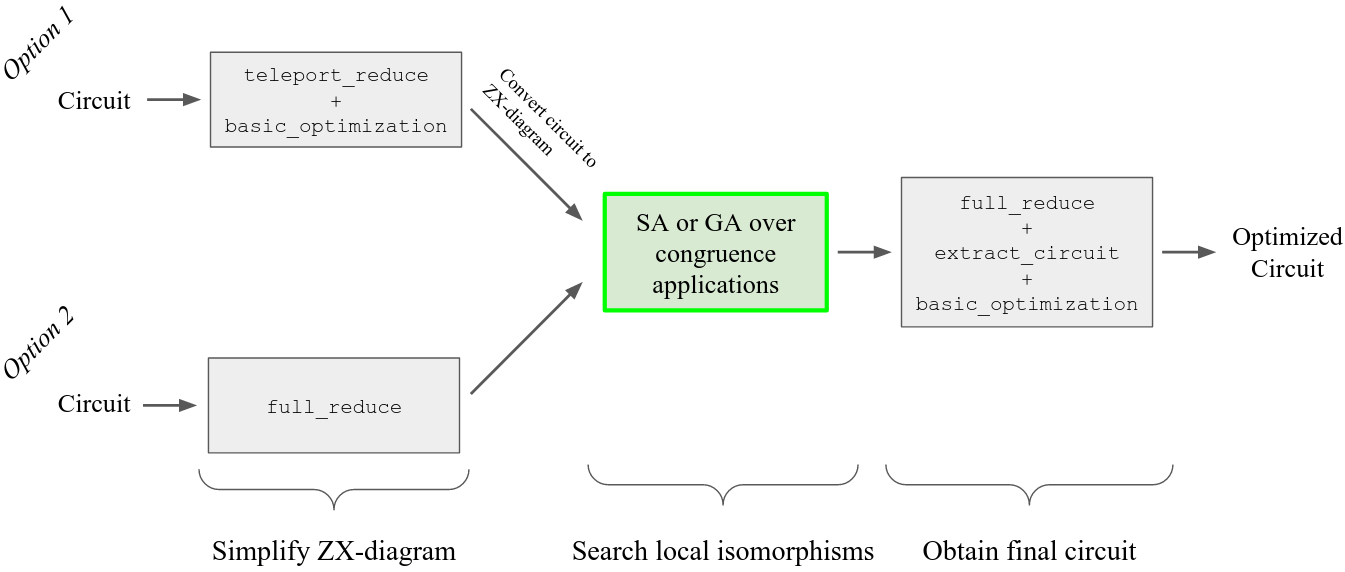 Option 1
Circuit
teleport_reduce
+
basic_optimization
Convert circuit to
ZX-diagram
SA or GA over
congruence
applications
full_reduce
+
extract_circuit
+
basic_optimization
Optimized
Circuit
Option 2
Circuit
full_reduce
Simplify ZX-diagram
Search local isomorphisms
Obtain final circuit